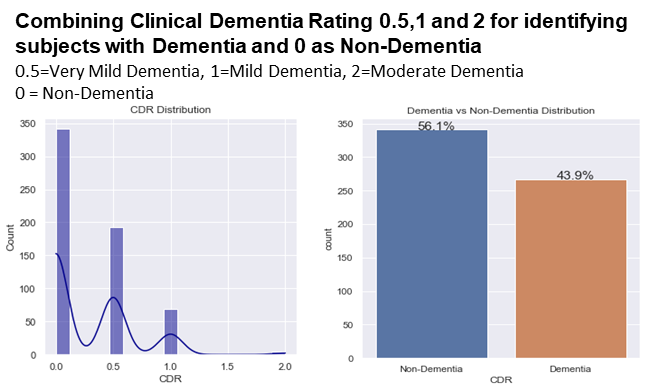 Combining Clinical Dementia Rating 0.5,1 and 2 for identifying
subjects with Dementia and 0 as Non-Dementia
0.5=Very Mild Dementia, 1=Mild Dementia, 2=Moderate Dementia
0 = Non-Dementia
CDR Distribution
350
300
250
200
150
100
50
0
Count
0.0 0.5 1.0 1.5 2.0
CDR
Dementia vs Non-Dementia Distribution
350
300
250
200
150
100
50
0
count
56.1%
43.9%
Non-Dementia Dementia
CDR